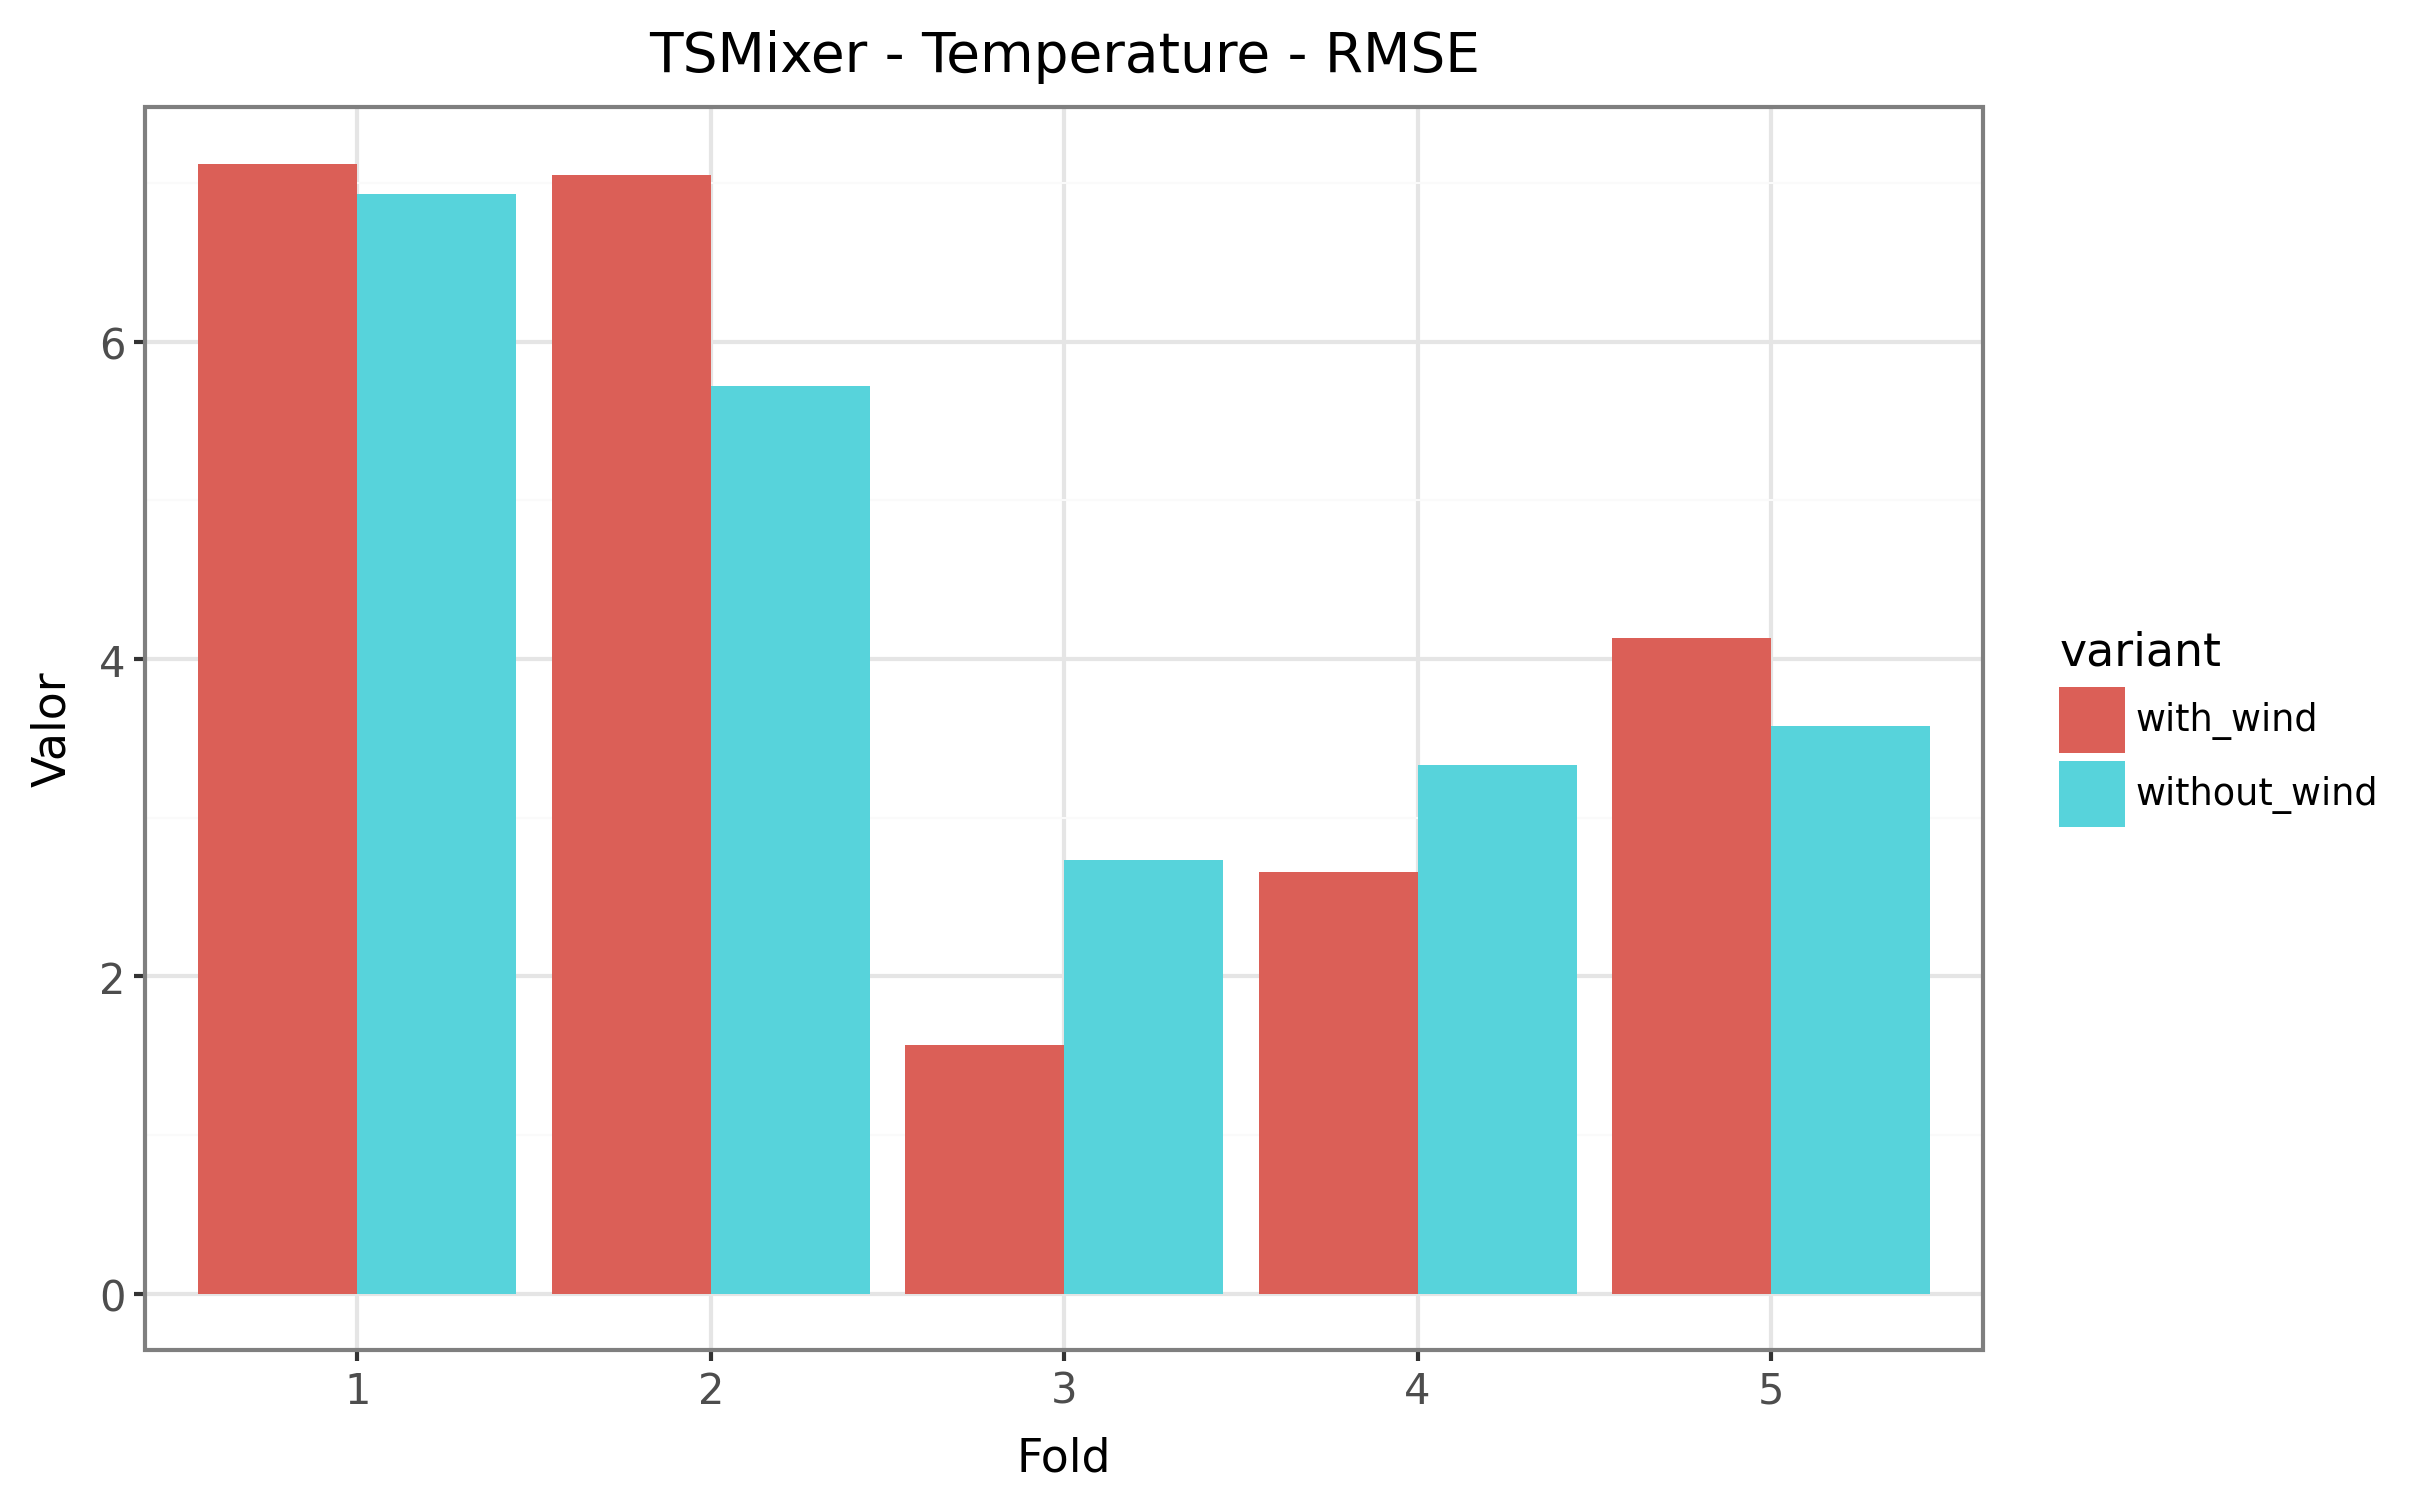 TSMixer - Temperature - RMSE
Valor
6
4
2
0
1 2 3 4 5
Fold
variant
with_wind
without_wind